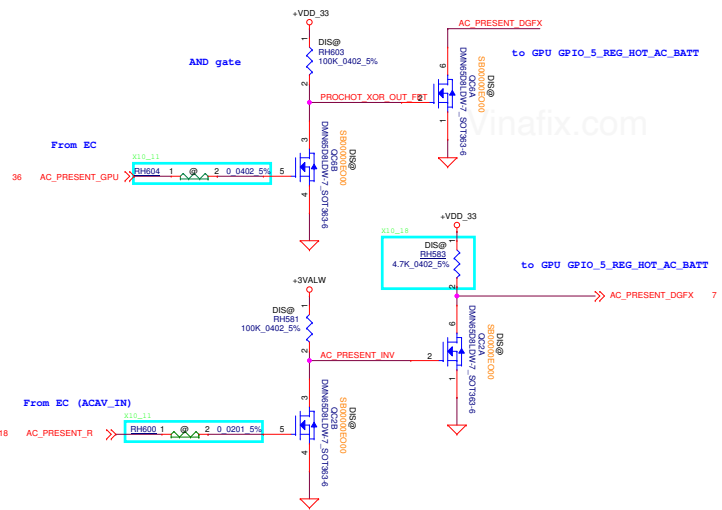 +VDD_33
AC_PRESENT_DGFX
1
DIS@
RH603
100K_0402_5%
2
AND gate
to GPU GPIO_5_REG_HOT_AC_BATT
6
DIS@
QC6A
SB00000EO00
DMN65D8LDW-7_SOT363-6
PROCHOT_XOR_OUT_FET
2
1
Vinafix.com
From EC
3
DIS@
QC6B
SB00000EO00
DMN65D8LDW-7_SOT363-6
X10_11
36 AC_PRESENT_GPU
RH604 1 @ 2 0_0402_5%
5
4
+VDD_33
X10_18
1
DIS@
RH583
4.7K_0402_5%
2
to GPU GPIO_5_REG_HOT_AC_BATT
AC_PRESENT_DGFX 7
+3VALW
1
DIS@
RH581
100K_0402_5%
2
AC_PRESENT_INV
2
6
DIS@
QC2A
SB00000EO00
DMN65D8LDW-7_SOT363-6
1
From EC (ACAV_IN)
3
DIS@
QC2B
SB00000EO00
DMN65D8LDW-7_SOT363-6
X10_11
18 AC_PRESENT_R
RH600 1 @ 2 0_0201_5%
5
4